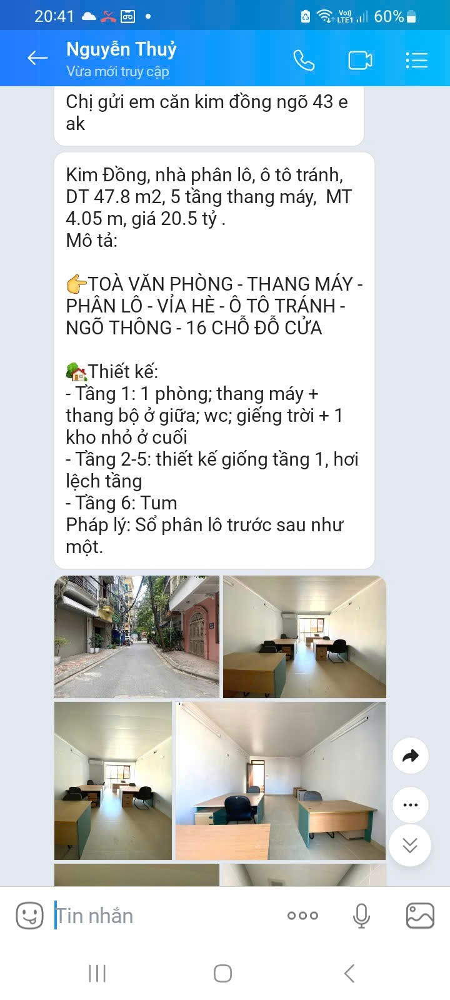 20:41
Vo))
LTE1
60%
Nguyễn Thuỷ
Vừa mới truy cập
Chị gửi em căn kim đồng ngõ 43 e
ak
Kim Đồng, nhà phân lô, ô tô tránh,
DT 47.8 m2, 5 tầng thang máy, MT
4.05 m, giá 20.5 tỷ .
Mô tả:
👉TOÀ VĂN PHÒNG - THANG MÁY -
PHÂN LÔ - VỈA HÈ - Ô TÔ TRÁNH -
NGÕ THÔNG - 16 CHỖ ĐỖ CỬA
🏡Thiết kế:
- Tầng 1: 1 phòng; thang máy +
thang bộ ở giữa; wc; giếng trời + 1
kho nhỏ ở cuối
- Tầng 2-5: thiết kế giống tầng 1, hơi
lệch tầng
- Tầng 6: Tum
Pháp lý: Sổ phân lô trước sau như
một.
Tin nhắn